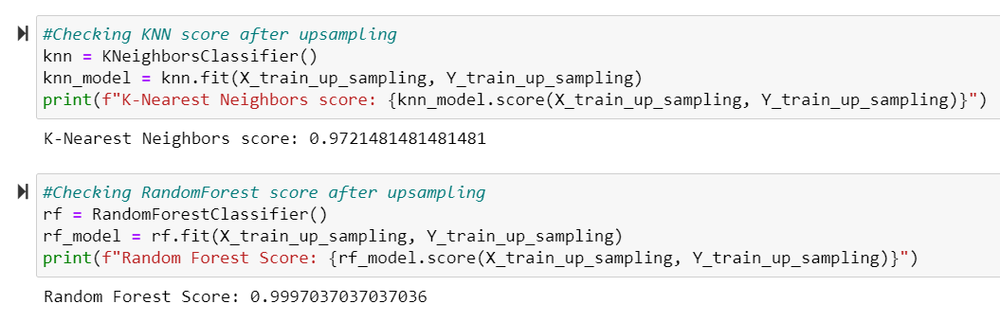 #Checking KNN score after upsampling
knn = KNeighborsClassifier()
knn_model = knn.fit(X_train_up_sampling, Y_train_up_sampling)
print(f"K-Nearest Neighbors score: {knn_model.score(X_train_up_sampling, Y_train_up_sampling)}")
K-Nearest Neighbors score: 0.9721481481481481
#Checking RandomForest score after upsampling
rf = RandomForestClassifier()
rf_model = rf.fit(X_train_up_sampling, Y_train_up_sampling)
print(f"Random Forest Score: {rf_model.score(X_train_up_sampling, Y_train_up_sampling)}")
Random Forest Score: 0.9997037037037036